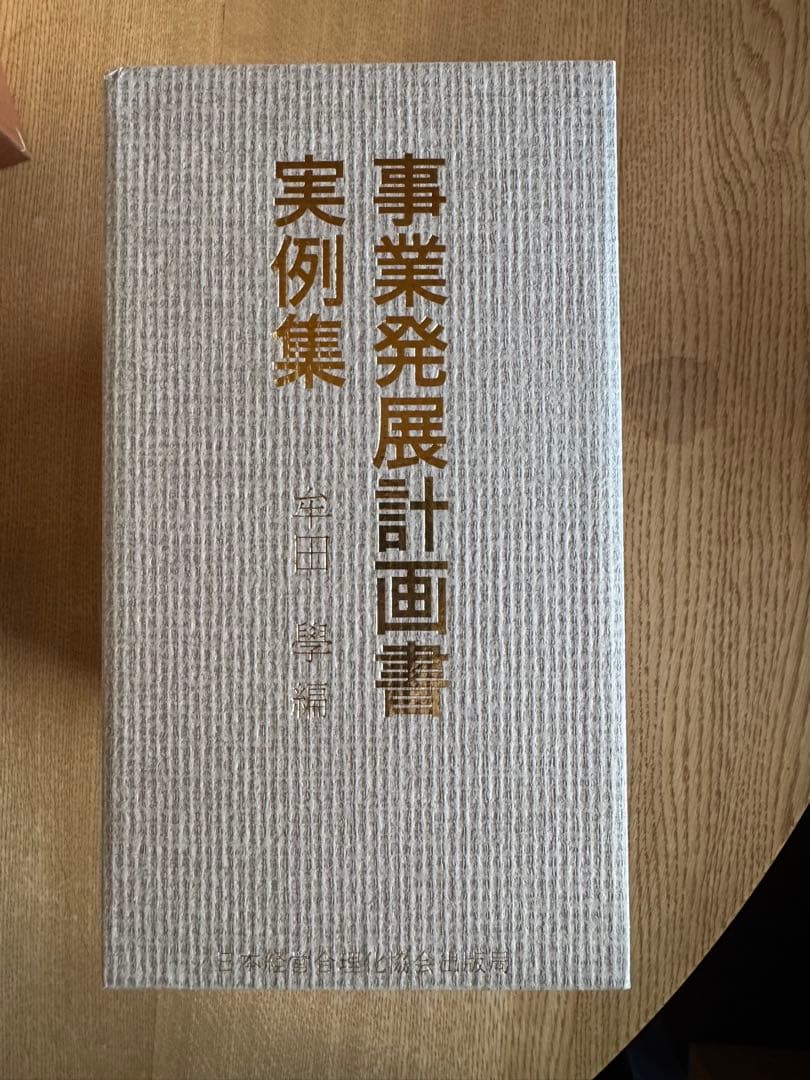 事業発展計画書
実例集
牟田 學 編
日本経営合理化協会出版局